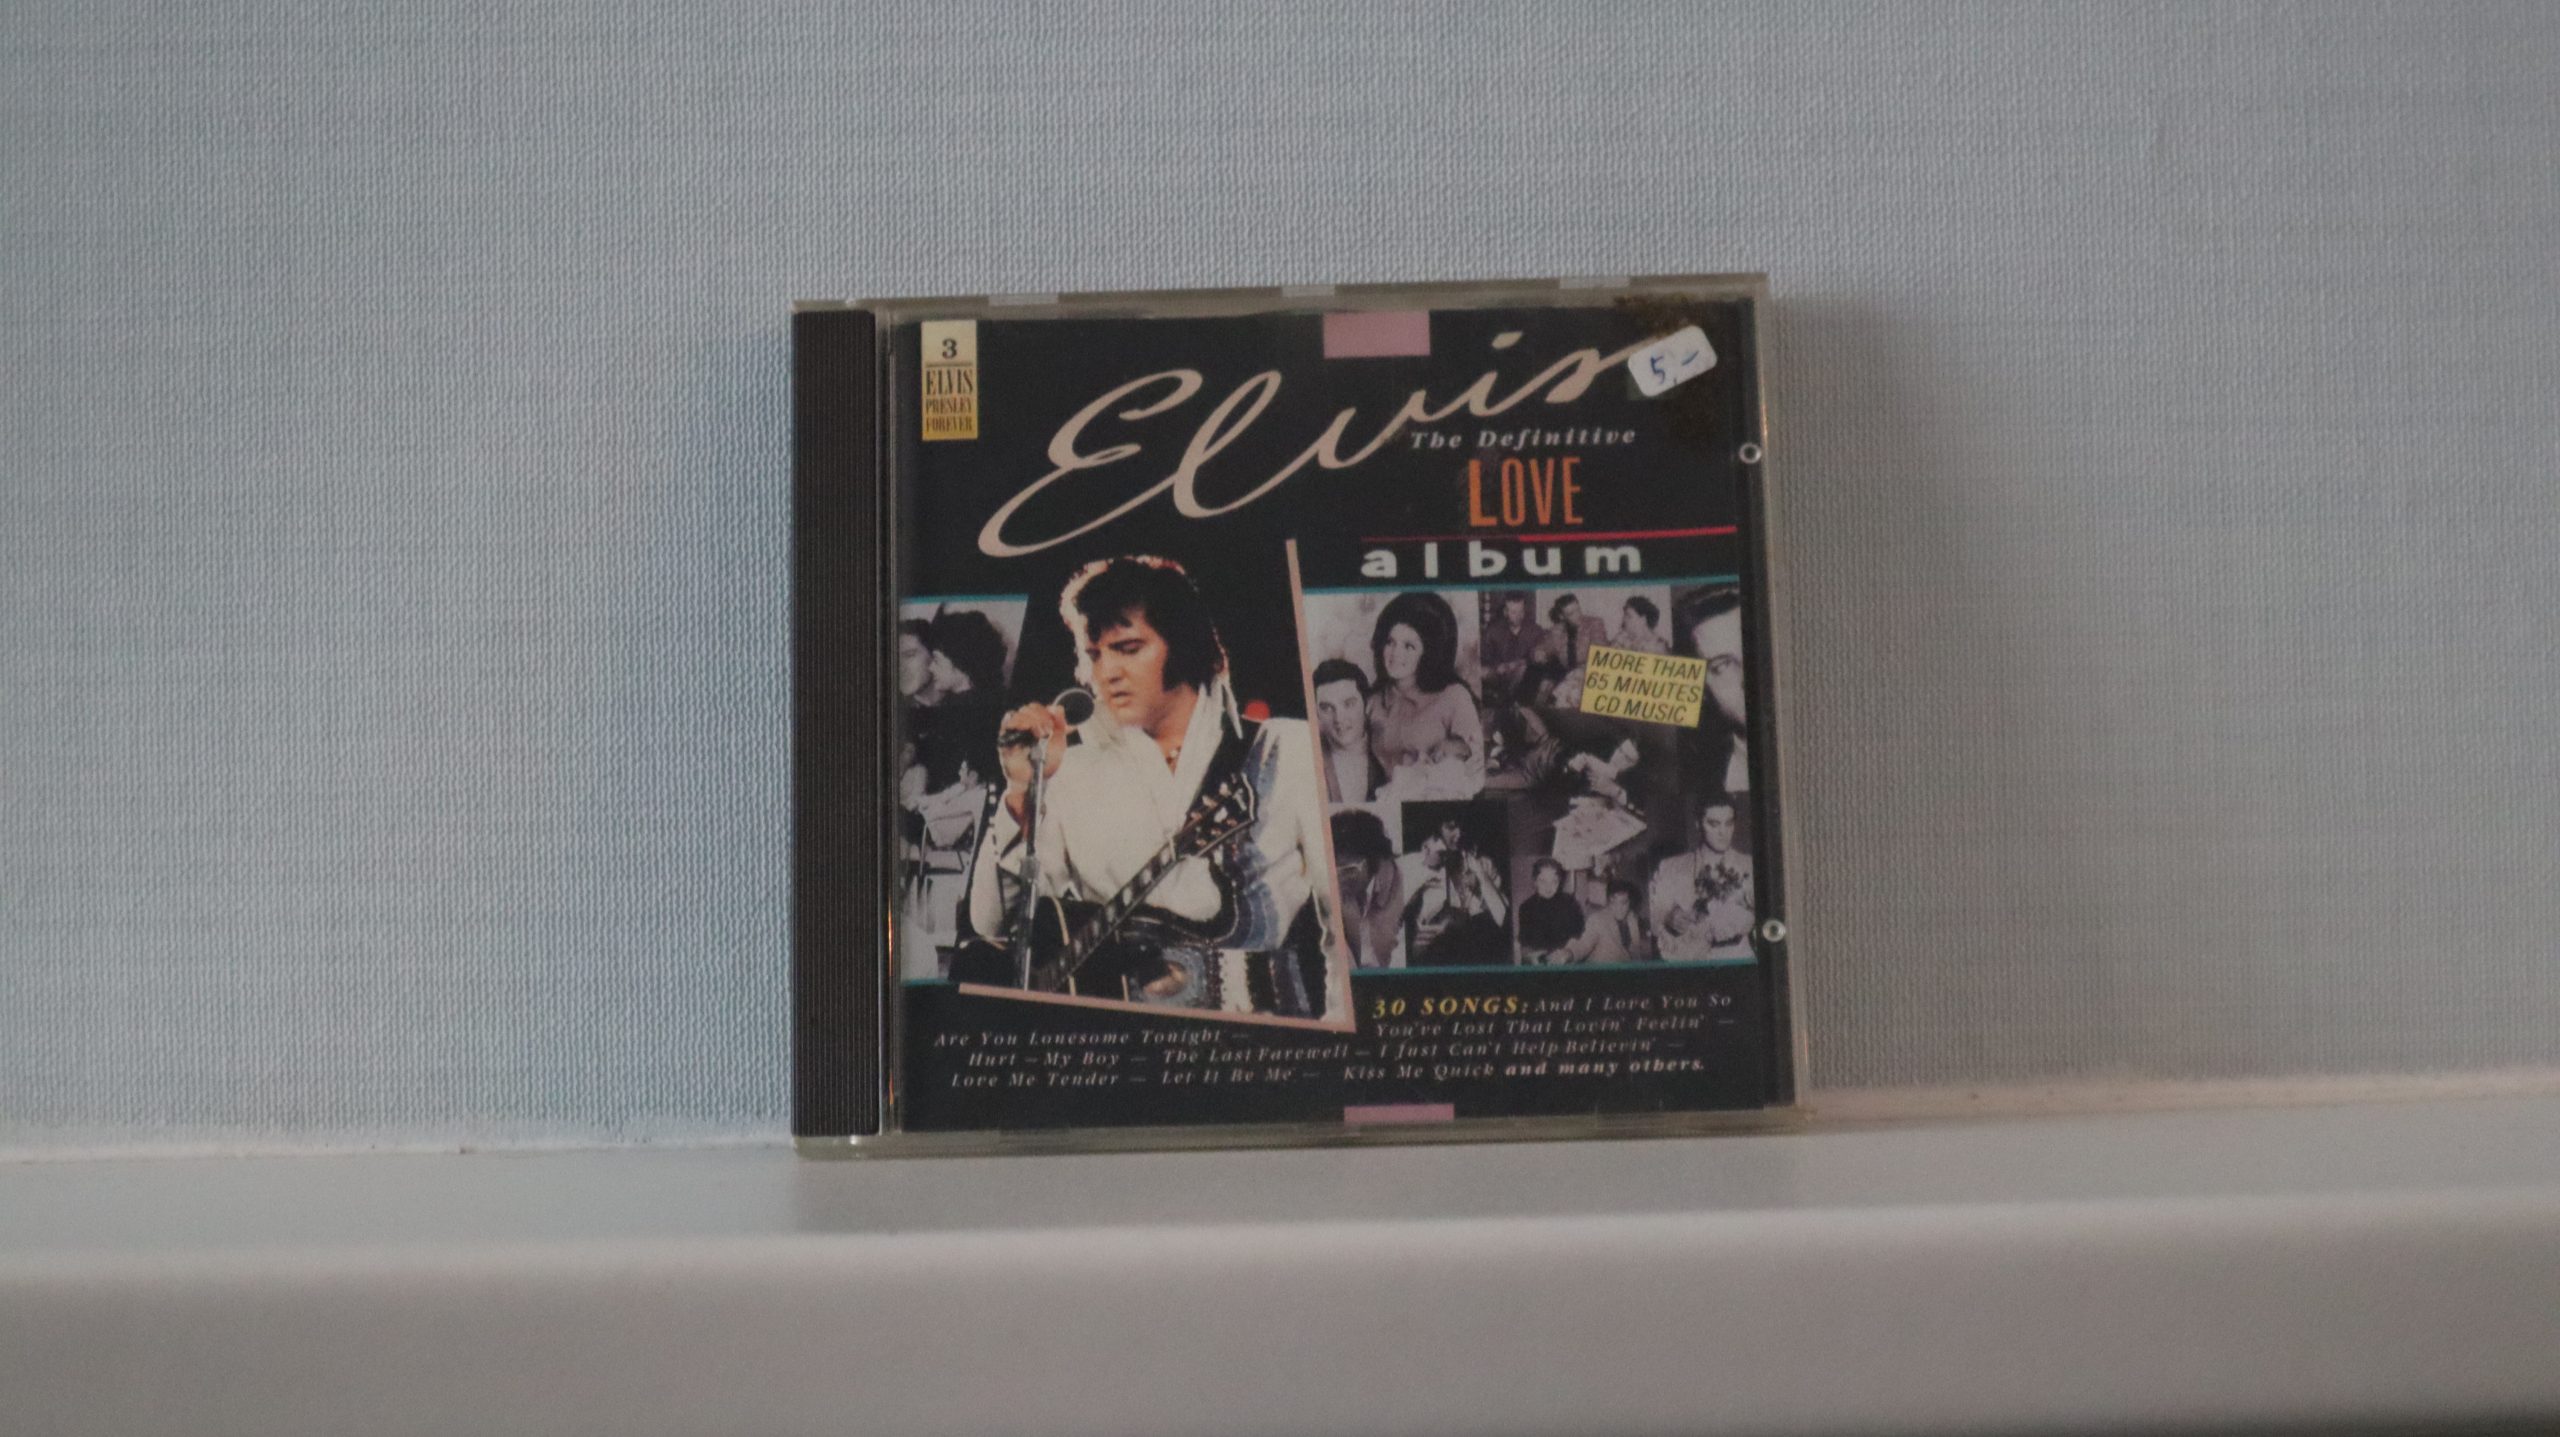 3
ELVIS
PRESLEY
FOREVER
Elvis
5,-
The Definitive
LOVE
album
MORE THAN
65 MINUTES
CD MUSIC
30 SONGS: And I Love You So
Are You Lonesome Tonight — You've Lost That Lovin' Feelin' —
Hurt — My Boy — The Last Farewell — I Just Can't Help Believin' —
Love Me Tender — Let It Be Me — Kiss Me Quick and many others.